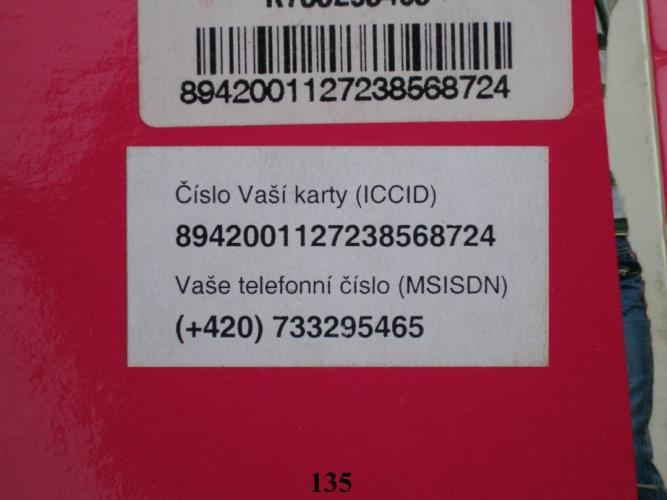 8942001127238568724
Číslo Vaší karty (ICCID)
8942001127238568724
Vaše telefonní číslo (MSISDN)
(+420) 733295465
135